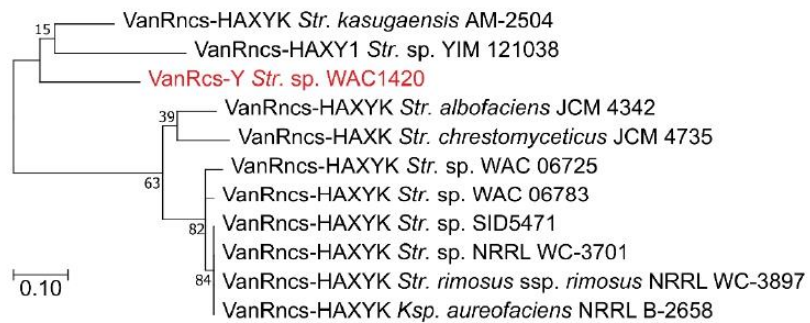 15
VanRncs-HAXYK Str. kasugaensis AM-2504
VanRncs-HAXY1 Str. sp. YIM 121038
VanRcs-Y Str. sp. WAC1420
39
VanRncs-HAXYK Str. albofaciens JCM 4342
VanRncs-HAXK Str. chrestomyceticus JCM 4735
63
VanRncs-HAXYK Str. sp. WAC 06725
VanRncs-HAXYK Str. sp. WAC 06783
82
VanRncs-HAXYK Str. sp. SID5471
VanRncs-HAXYK Str. sp. NRRL WC-3701
84
VanRncs-HAXYK Str. rimosus ssp. rimosus NRRL WC-3897
VanRncs-HAXYK Ksp. aureofaciens NRRL B-2658
0.10